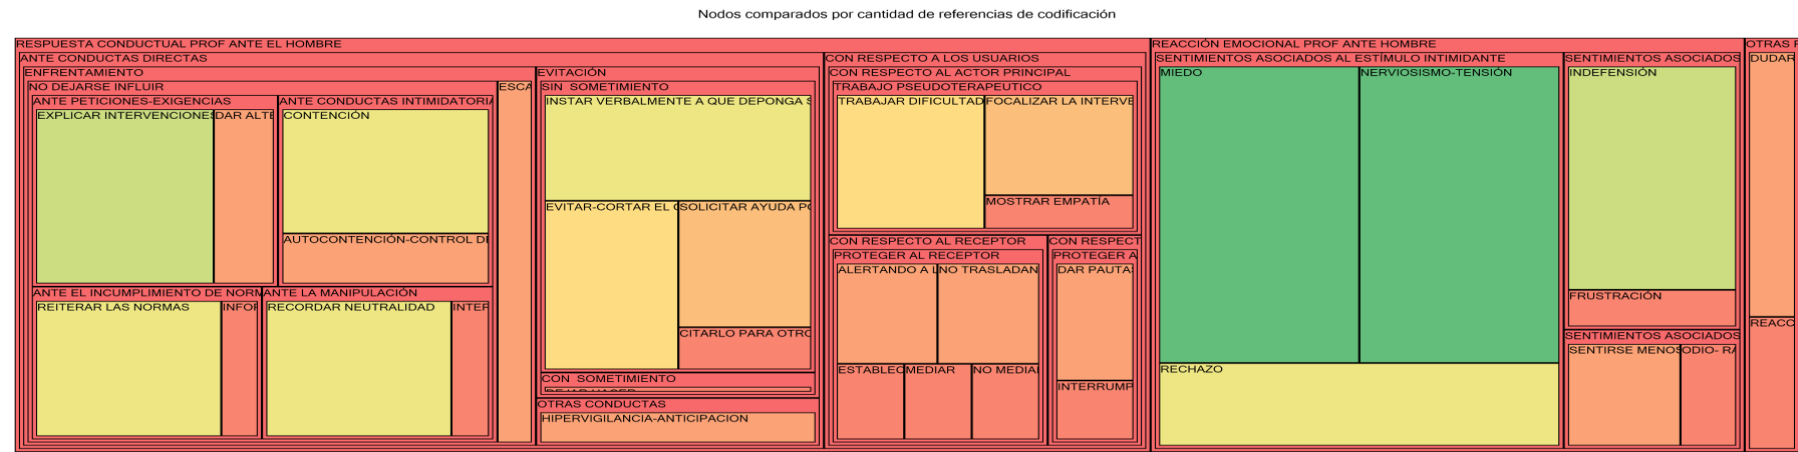 Nodos comparados por cantidad de referencias de codificación
RESPUESTA CONDUCTUAL PROF ANTE EL HOMBRE
ANTE CONDUCTAS DIRECTAS
ENFRENTAMIENTO
NO DEJARSE INFLUIR
ANTE PETICIONES-EXIGENCIAS
EXPLICAR INTERVENCIONES
DAR ALTE
ANTE CONDUCTAS INTIMIDATORIA
CONTENCIÓN
AUTOCONTENCIÓN-CONTROL DE
ANTE EL INCUMPLIMIENTO DE NORM
REITERAR LAS NORMAS
INFOR
ANTE LA MANIPULACIÓN
RECORDAR NEUTRALIDAD
INTER
ESCA
EVITACIÓN
SIN SOMETIMIENTO
INSTAR VERBALMENTE A QUE DEPONGA S
EVITAR-CORTAR EL C
SOLICITAR AYUDA PO
CITARLO PARA OTRO
CON SOMETIMIENTO
DEJAR HACER
OTRAS CONDUCTAS
HIPERVIGILANCIA-ANTICIPACION
CON RESPECTO A LOS USUARIOS
CON RESPECTO AL ACTOR PRINCIPAL
TRABAJO PSEUDOTERAPEUTICO
TRABAJAR DIFICULTAD
FOCALIZAR LA INTERVE
MOSTRAR EMPATÍA
CON RESPECTO AL RECEPTOR
PROTEGER AL RECEPTOR
ALERTANDO A L
NO TRASLADAN
ESTABLEC
MEDIAR
NO MEDIAR
CON RESPECT
PROTEGER A
DAR PAUTAS
INTERRUMP
REACCIÓN EMOCIONAL PROF ANTE HOMBRE
SENTIMIENTOS ASOCIADOS AL ESTÍMULO INTIMIDANTE
MIEDO
NERVIOSISMO-TENSIÓN
RECHAZO
SENTIMIENTOS ASOCIADOS
INDEFENSIÓN
FRUSTRACIÓN
SENTIMIENTOS ASOCIADOS
SENTIRSE MENOS
ODIO- RA
OTRAS R
DUDAR
REACC